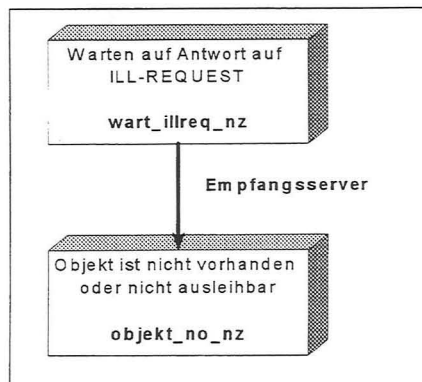 Warten auf Antwort auf
ILL-REQUEST
wart_illreq_nz
Empfangsserver
Objekt ist nicht vorhanden
oder nicht ausleihbar
objekt_no_nz